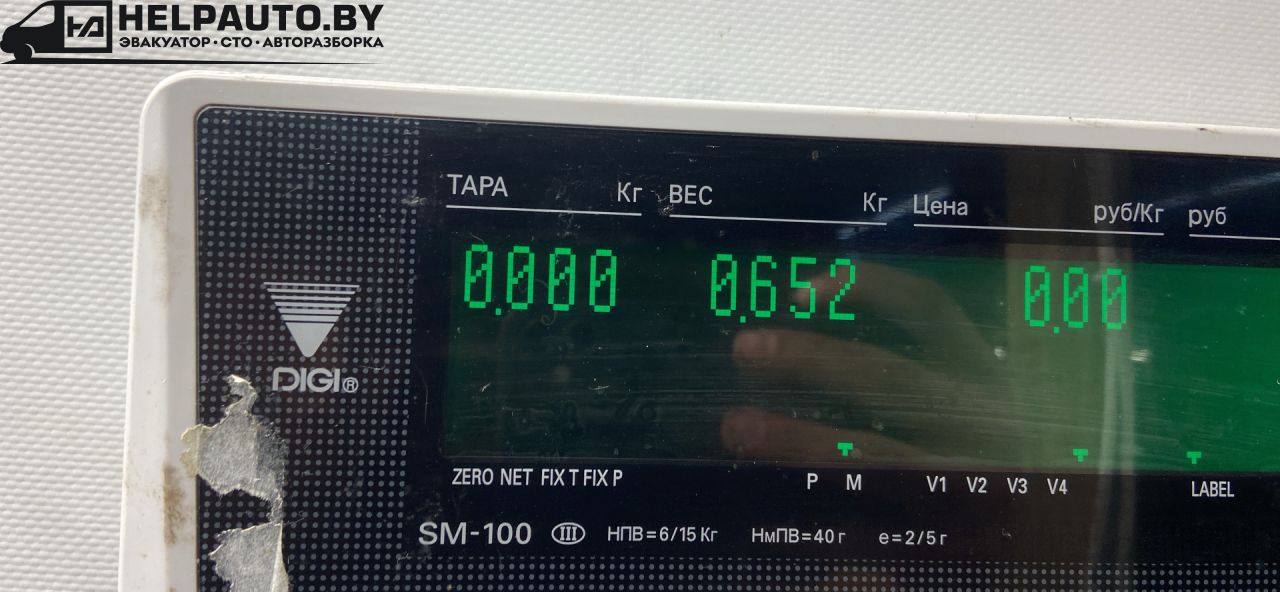 HELPAUTO.BY
ЭВАКУАТОР·СТО·АВТОРАЗБОРКА
ТАРА Кг ВЕС Кг Цена руб/Кг руб
0.000 0.652 0.00
DIGI®
ZERO NET FIX T FIX P P M V1 V2 V3 V4 LABEL
SM-100 III НПВ=6/15 Кг НмПВ=40 г е=2/5 г